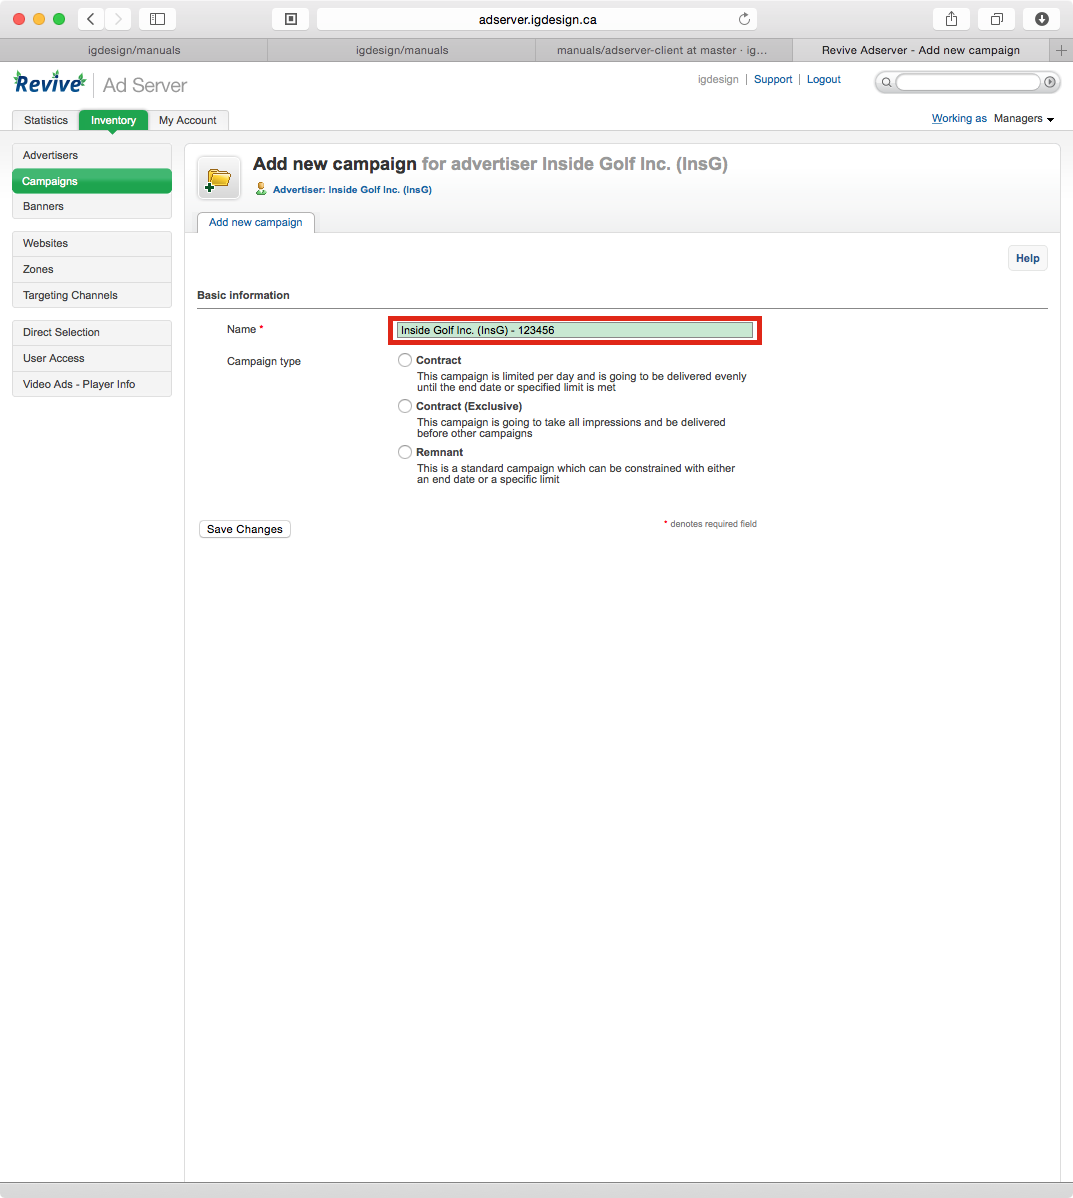 adserver.igdesign.ca
igdesign/manuals
igdesign/manuals
manuals/adserver-client at master · ig...
Revive Adserver - Add new campaign
Revive Ad Server
igdesign | Support | Logout
Statistics
Inventory
My Account
Working as Managers
Advertisers
Campaigns
Banners
Websites
Zones
Targeting Channels
Direct Selection
User Access
Video Ads - Player Info
Add new campaign for advertiser Inside Golf Inc. (InsG)
Advertiser: Inside Golf Inc. (InsG)
Add new campaign
Help
Basic information
Name *
Inside Golf Inc. (InsG) - 123456
Campaign type
Contract
This campaign is limited per day and is going to be delivered evenly
until the end date or specified limit is met
Contract (Exclusive)
This campaign is going to take all impressions and be delivered
before other campaigns
Remnant
This is a standard campaign which can be constrained with either
an end date or a specific limit
* denotes required field
Save Changes